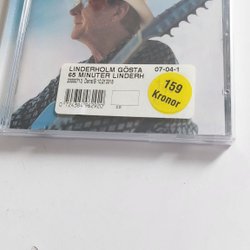 LINDERHOLM GÖSTA 07-04-1
65 MINUTER LINDERH
159
Kronor